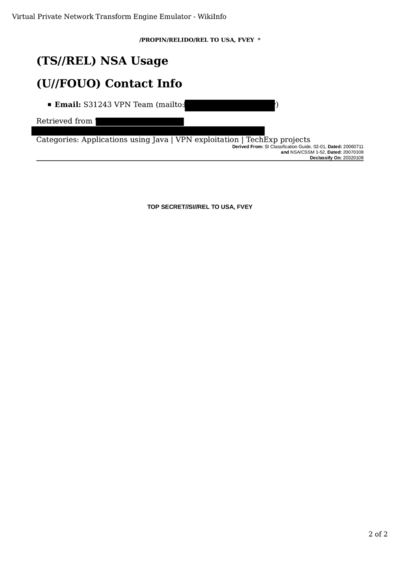 Virtual Private Network Transform Engine Emulator - WikiInfo
/PROPIN/RELIDO/REL TO USA, FVEY *
(TS//REL) NSA Usage
(U//FOUO) Contact Info
▪ Email: S31243 VPN Team (mailto: )
Retrieved from "
Categories: Applications using Java | VPN exploitation | TechExp projects
Derived From: SI Classification Guide, 02-01, Dated: 20060711
and NSA/CSSM 1-52, Dated: 20070108
Declassify On: 20320108
TOP SECRET//SI//REL TO USA, FVEY
2 of 2